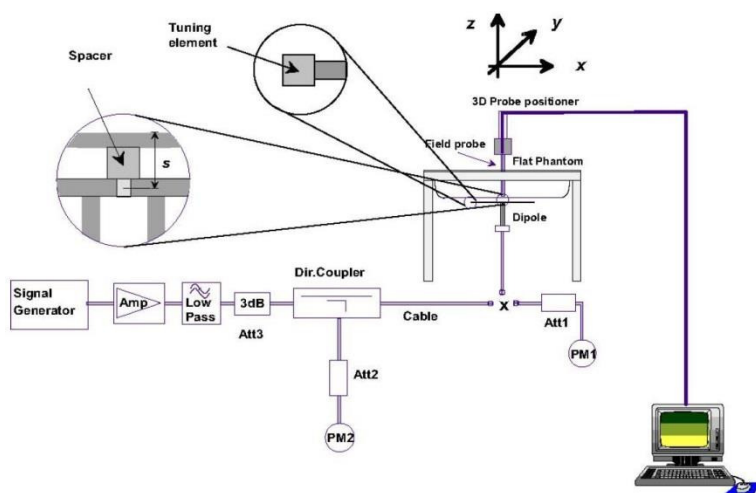 Tuning
element
z
y
x
Spacer
3D Probe positioner
Field probe
Flat Phantom
s
Dipole
Signal
Generator
Amp
Low
Pass
3dB
Att3
Dir.Coupler
Cable
x
Att1
PM1
Att2
PM2